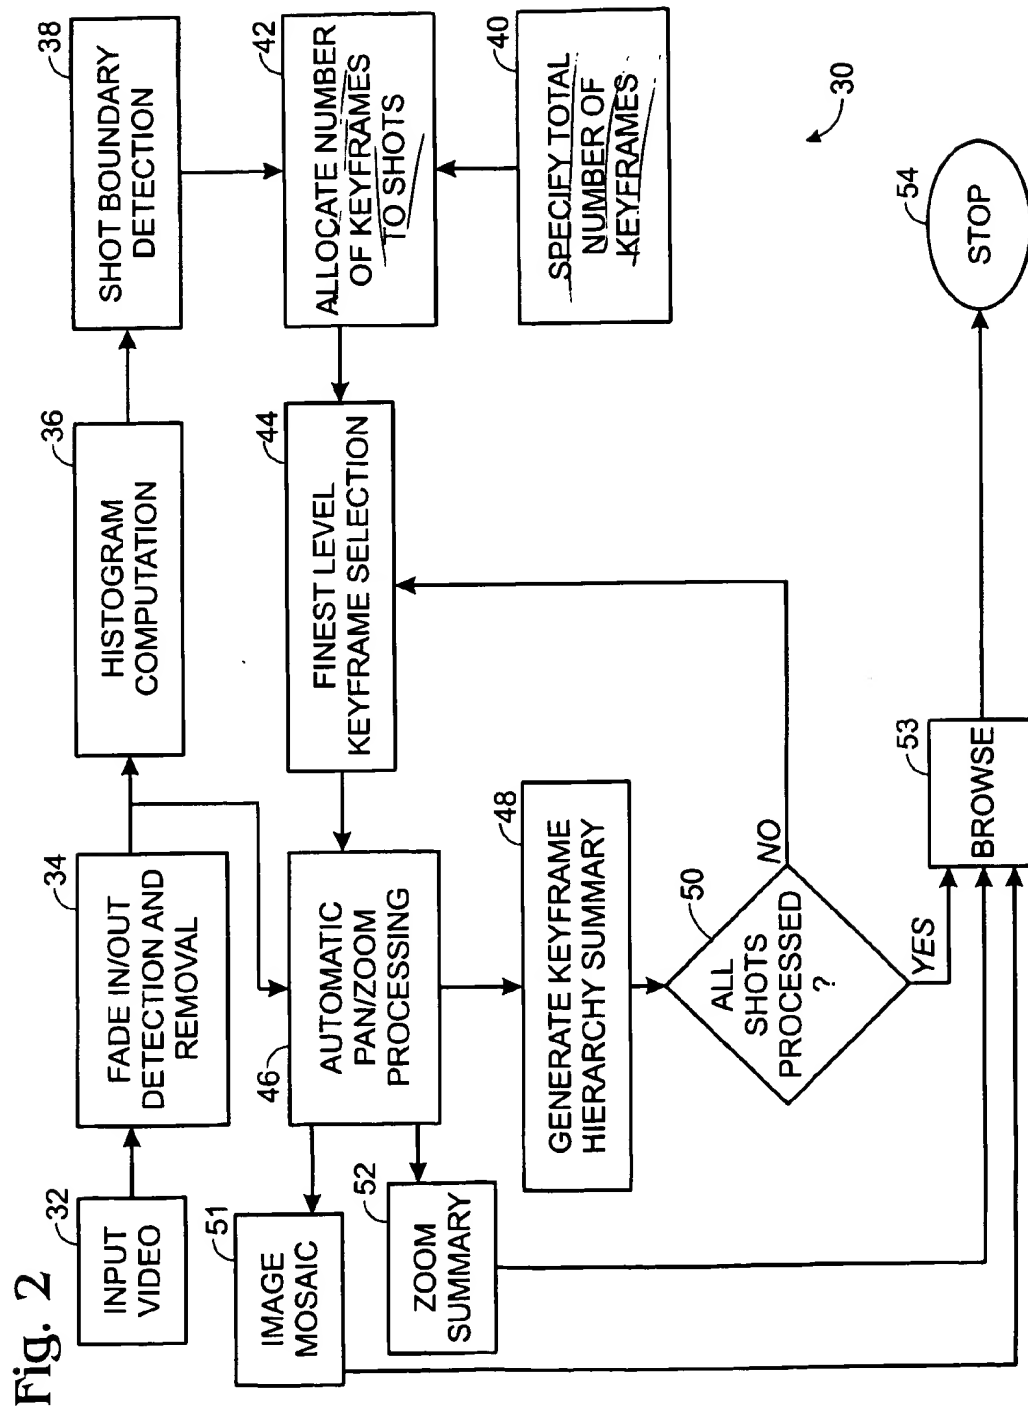 Fig. 2
32
INPUT
VIDEO
34
FADE IN/OUT
DETECTION AND
REMOVAL
36
HISTOGRAM
COMPUTATION
38
SHOT BOUNDARY
DETECTION
42
ALLOCATE NUMBER
OF KEYFRAMES
TO SHOTS
40
SPECIFY TOTAL
NUMBER OF
KEYFRAMES
44
FINEST LEVEL
KEYFRAME SELECTION
46
AUTOMATIC
PAN/ZOOM
PROCESSING
51
IMAGE
MOSAIC
52
ZOOM
SUMMARY
48
GENERATE KEYFRAME
HIERARCHY SUMMARY
50
ALL
SHOTS
PROCESSED
?
NO
YES
53
BROWSE
54
STOP
30